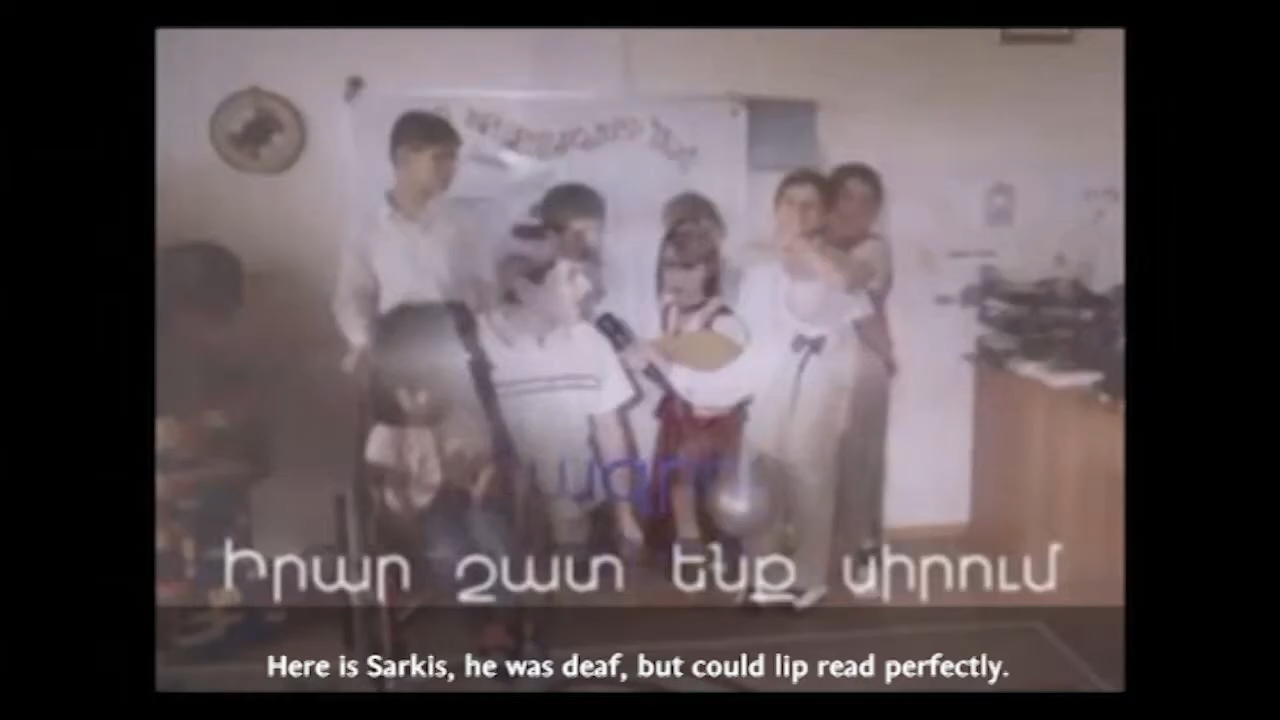 Իրար շատ ենք սիրում
Here is Sarkis, he was deaf, but could lip read perfectly.